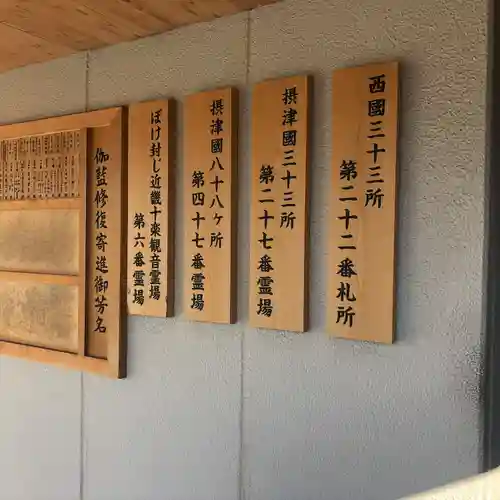 西國三十三所
第二十二番札所
摂津國三十三所
第二十七番霊場
摂津國八十八ヶ所
第四十七番霊場
ぼけ封じ近畿十楽観音霊場
第六番霊場
伽藍修復寄進御芳名